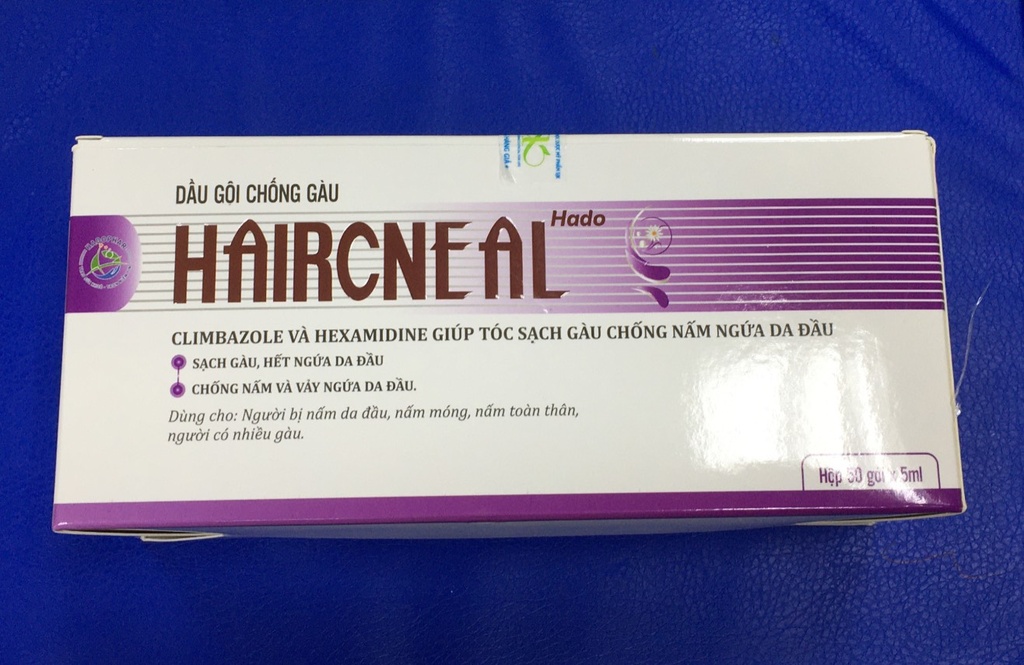 DẦU GỘI CHỐNG GÀU
HAIRCNEAL Hado
CLIMBAZOLE VÀ HEXAMIDINE GIÚP TÓC SẠCH GÀU CHỐNG NẤM NGỨA DA ĐẦU
SẠCH GÀU, HẾT NGỨA DA ĐẦU
CHỐNG NẤM VÀ VẢY NGỨA DA ĐẦU.
Dùng cho: Người bị nấm da đầu, nấm móng, nấm toàn thân,
người có nhiều gàu.
Hộp 50 gói x 5ml